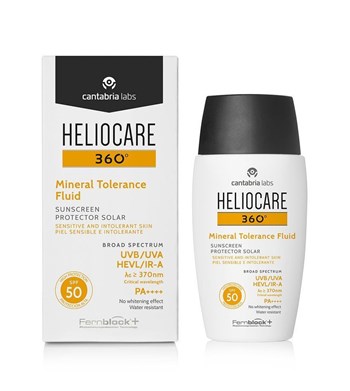 cantabria labs
HELIOCARE
360°
Mineral Tolerance
Fluid
SUNSCREEN
PROTECTOR SOLAR
SENSITIVE AND INTOLERANT SKIN
PIEL SENSIBLE E INTOLERANTE
BROAD SPECTRUM
UVB/UVA
HEVL/IR-A
λc ≥ 370nm
Critical wavelength
PA++++
SPF
50
No whitening effect
Water resistant
Fernblock+
cantabria labs
HELIOCARE
360°
Mineral Tolerance Fluid
SUNSCREEN
PROTECTOR SOLAR
SENSITIVE AND INTOLERANT SKIN
PIEL SENSIBLE E INTOLERANTE
BROAD SPECTRUM
UVB/UVA
HEVL/IR-A
λc ≥ 370nm
Critical wavelength
PA++++
SPF
50
No whitening effect
Water resistant
Fernblock+